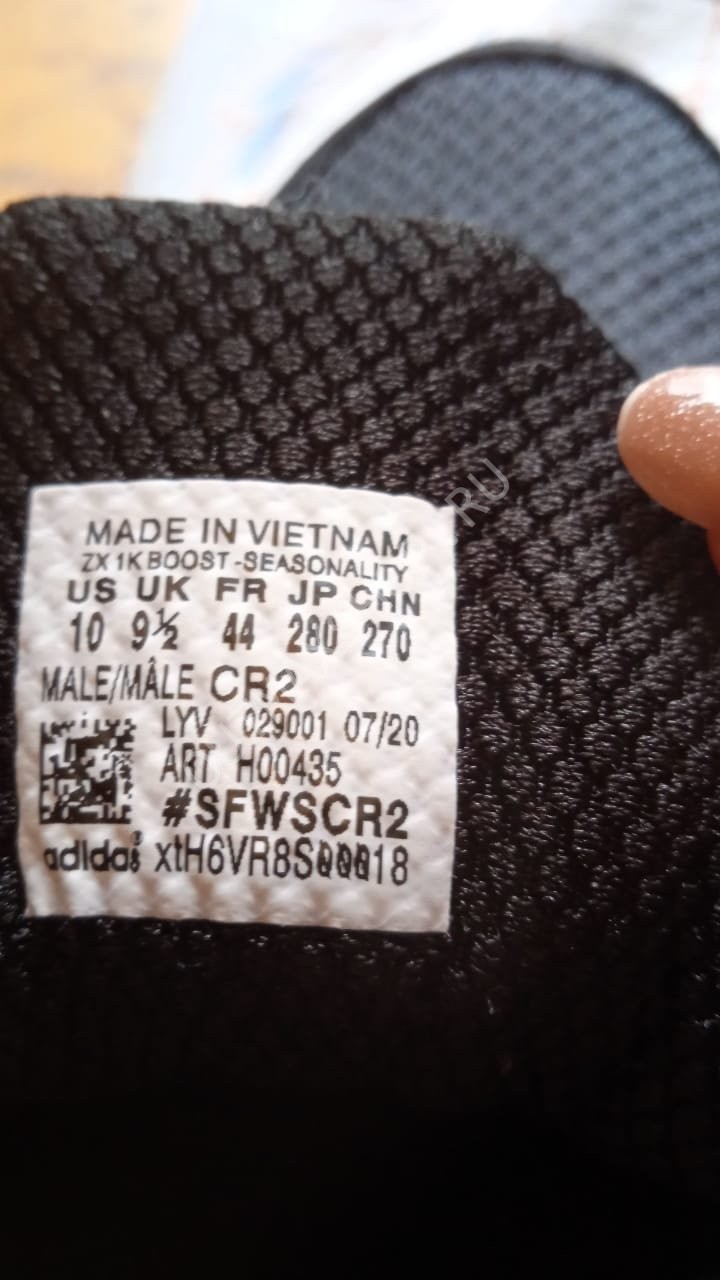 RU
MADE IN VIETNAM
ZX 1K BOOST -SEASONALITY
US UK FR JP CHN
10 9½ 44 280 270
MALE/MÂLE CR2
LYV 029001 07/20
ART H00435
#SFWSCR2
adidas® xtH6VR8S00018